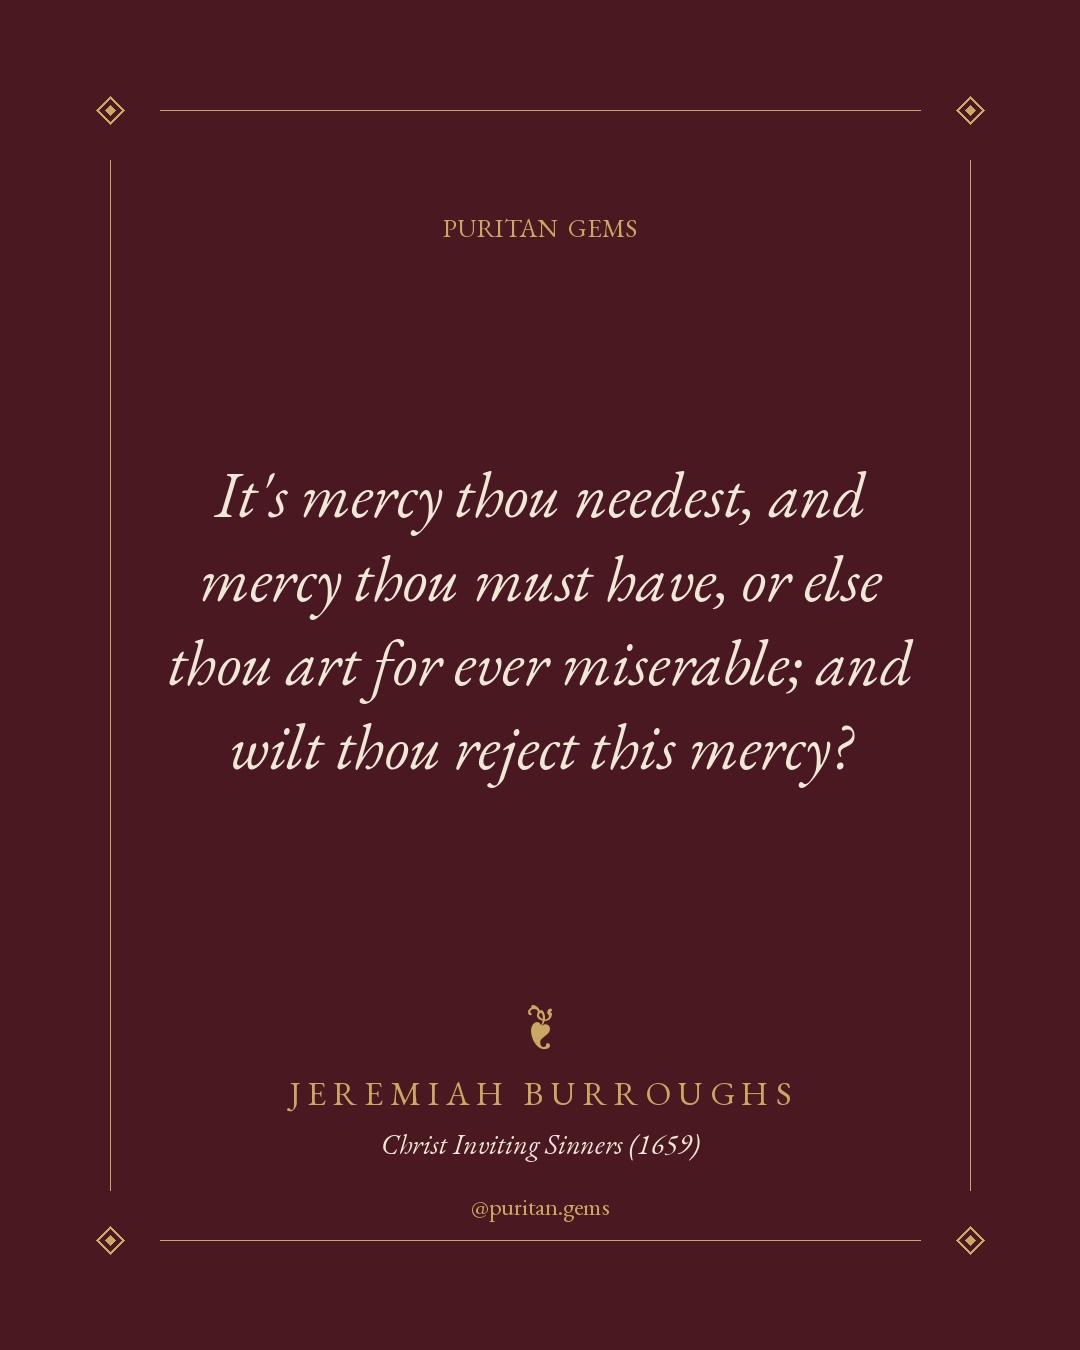 PURITAN GEMS
It's mercy thou needest, and
mercy thou must have, or else
thou art for ever miserable; and
wilt thou reject this mercy?
❦
JEREMIAH BURROUGHS
Christ Inviting Sinners (1659)
@puritan.gems